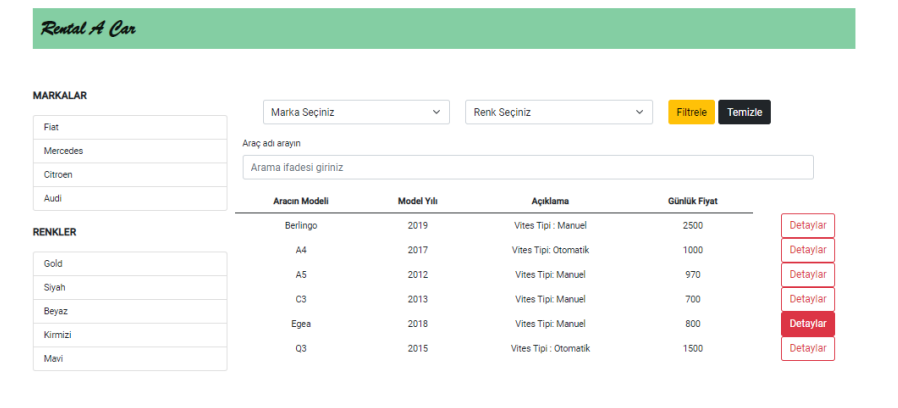 Rental A Car
MARKALAR
Fiat
Mercedes
Citroen
Audi
RENKLER
Gold
Siyah
Beyaz
Kirmizi
Mavi
Marka Seçiniz Renk Seçiniz Filtrele Temizle
Araç adı arayın
Arama ifadesi giriniz
Aracın Modeli Model Yılı Açıklama Günlük Fiyat
Berlingo 2019 Vites Tipi : Manuel 2500 Detaylar
A4 2017 Vites Tipi: Otomatik 1000 Detaylar
A5 2012 Vites Tipi: Manuel 970 Detaylar
C3 2013 Vites Tipi: Manuel 700 Detaylar
Egea 2018 Vites Tipi: Manuel 800 Detaylar
Q3 2015 Vites Tipi : Otomatik 1500 Detaylar